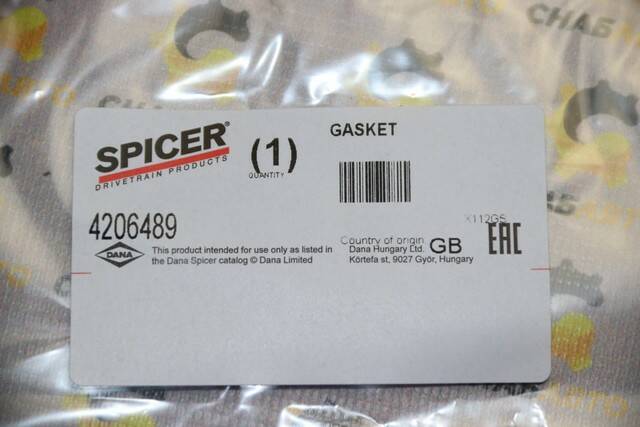 СНАБ
SPICER®
DRIVETRAIN PRODUCTS
(1)
QUANTITY
GASKET
4206489
X112GS
DANA
This product intended for use only as listed in
the Dana Spicer catalog © Dana Limited
Country of origin GB
Dana Hungary Ltd.
Körtefa st, 9027 Győr, Hungary
EAC